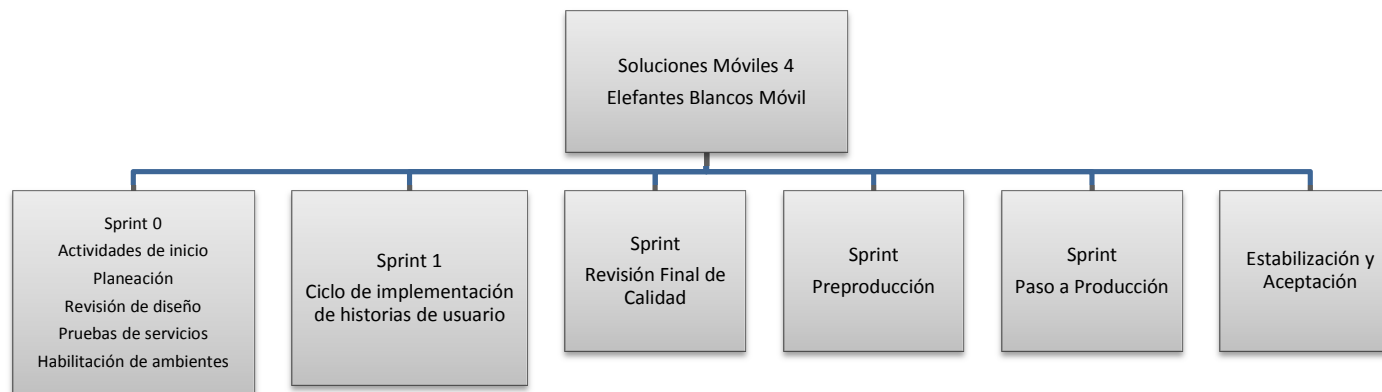 Soluciones Móviles 4
Elefantes Blancos Móvil
Sprint 0
Actividades de inicio
Planeación
Revisión de diseño
Pruebas de servicios
Habilitación de ambientes
Sprint 1
Ciclo de implementación
de historias de usuario
Sprint
Revisión Final de
Calidad
Sprint
Preproducción
Sprint
Paso a Producción
Estabilización y
Aceptación